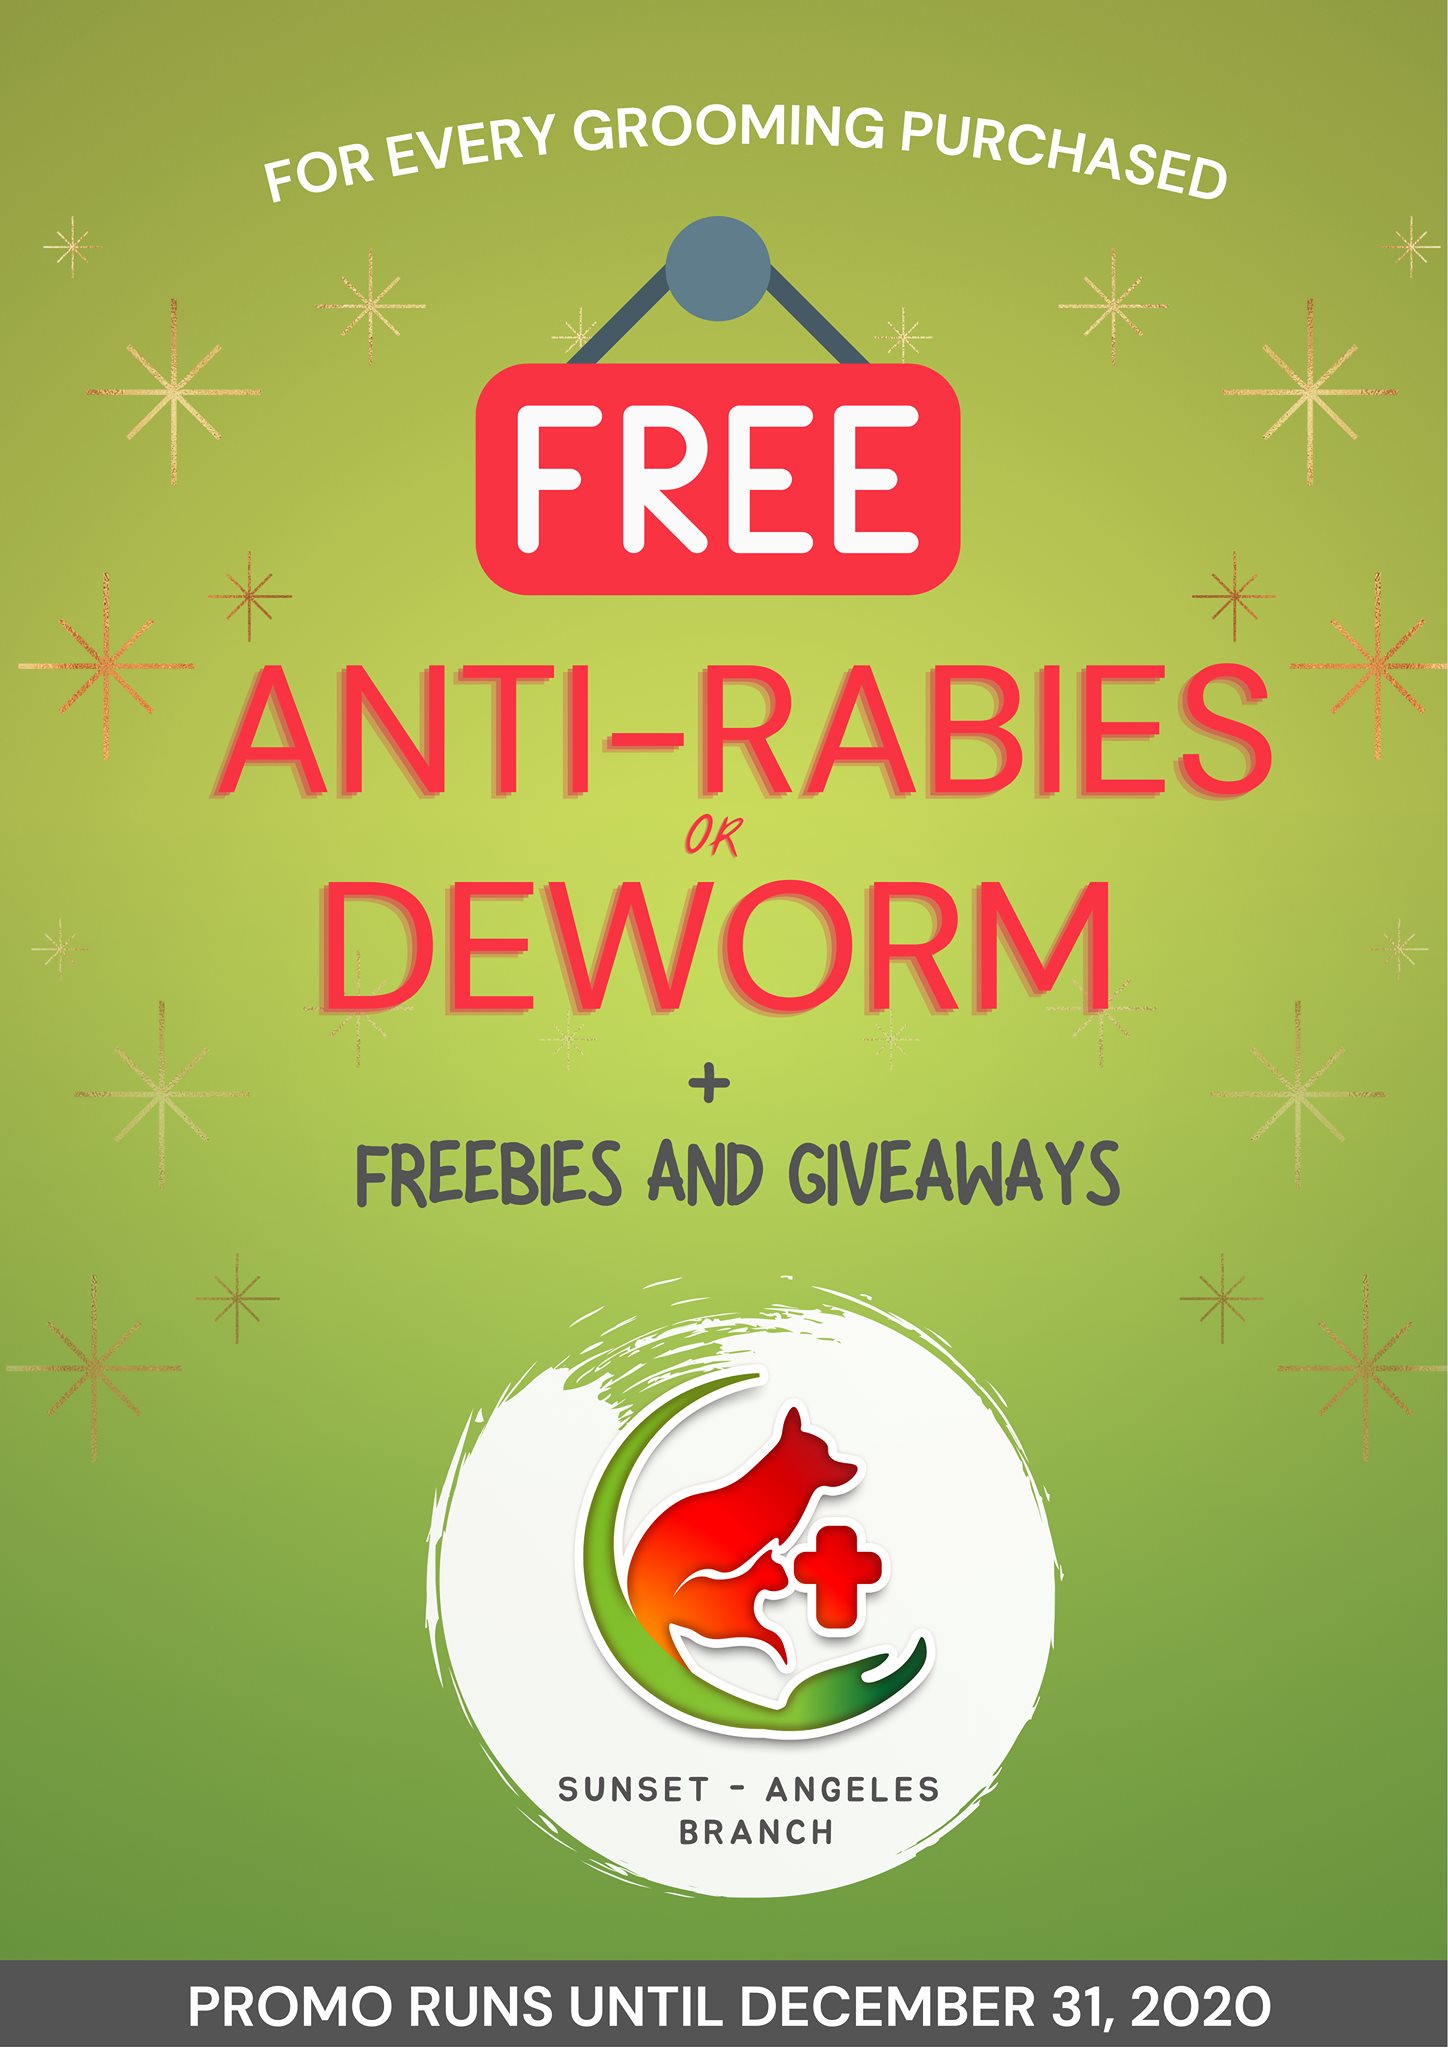 FOR EVERY GROOMING PURCHASED
FREE
ANTI-RABIES
OR
DEWORM
+
FREEBIES AND GIVEAWAYS
SUNSET - ANGELES
BRANCH
PROMO RUNS UNTIL DECEMBER 31, 2020